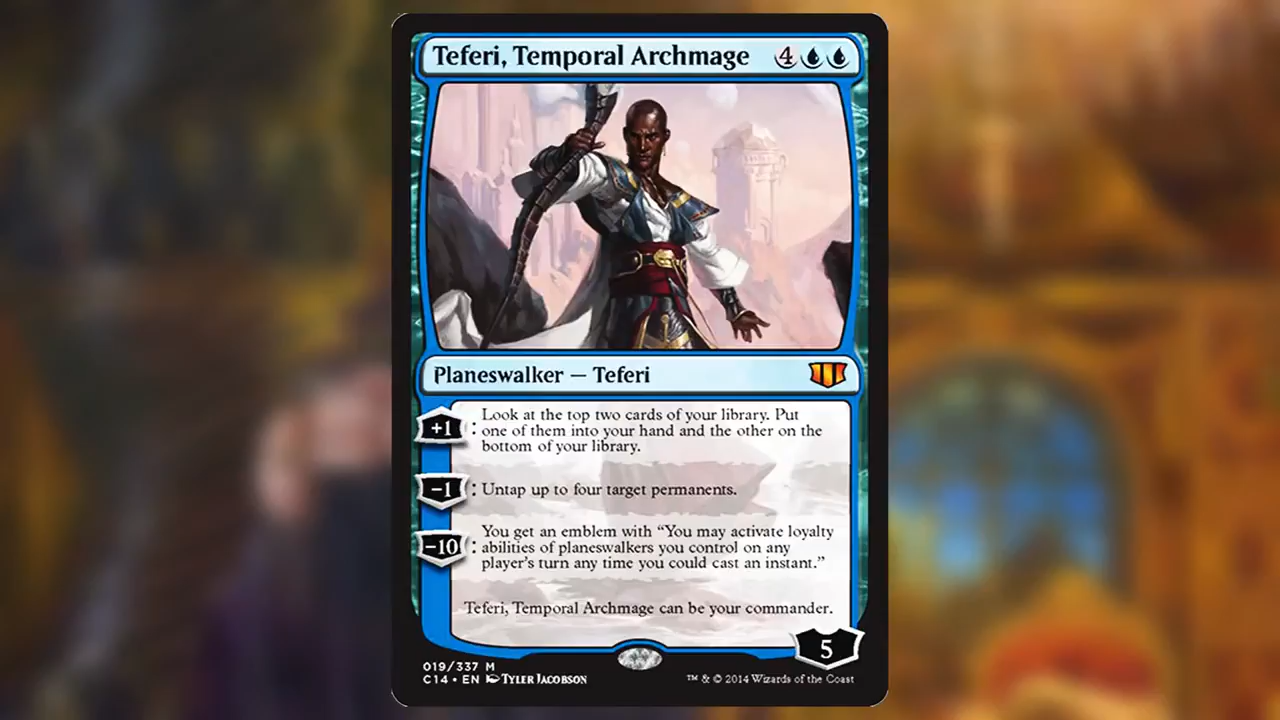 Teferi, Temporal Archmage 4
Planeswalker — Teferi
+1 : Look at the top two cards of your library. Put
one of them into your hand and the other on the
bottom of your library.
−1 : Untap up to four target permanents.
−10 : You get an emblem with “You may activate loyalty
abilities of planeswalkers you control on any
player's turn any time you could cast an instant.”
Teferi, Temporal Archmage can be your commander.
5
019/337 M
C14 • EN Tyler Jacobson
™ & © 2014 Wizards of the Coast